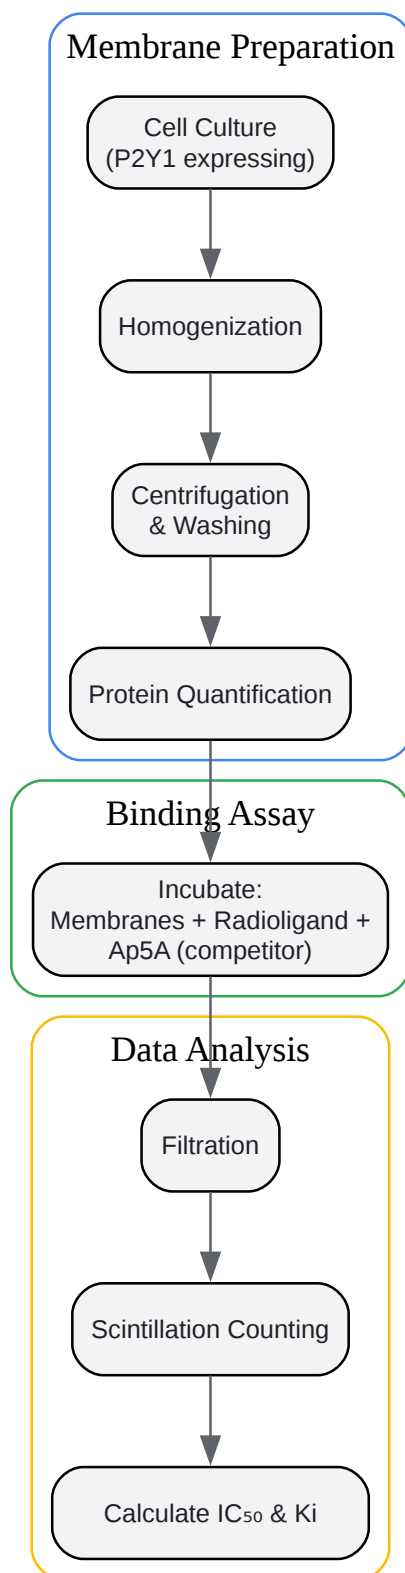 Membrane Preparation
Cell Culture
(P2Y1 expressing)
Homogenization
Centrifugation
& Washing
Protein Quantification
Binding Assay
Incubate:
Membranes + Radioligand +
Ap5A (competitor)
Data Analysis
Filtration
Scintillation Counting
Calculate IC₅₀ & Ki